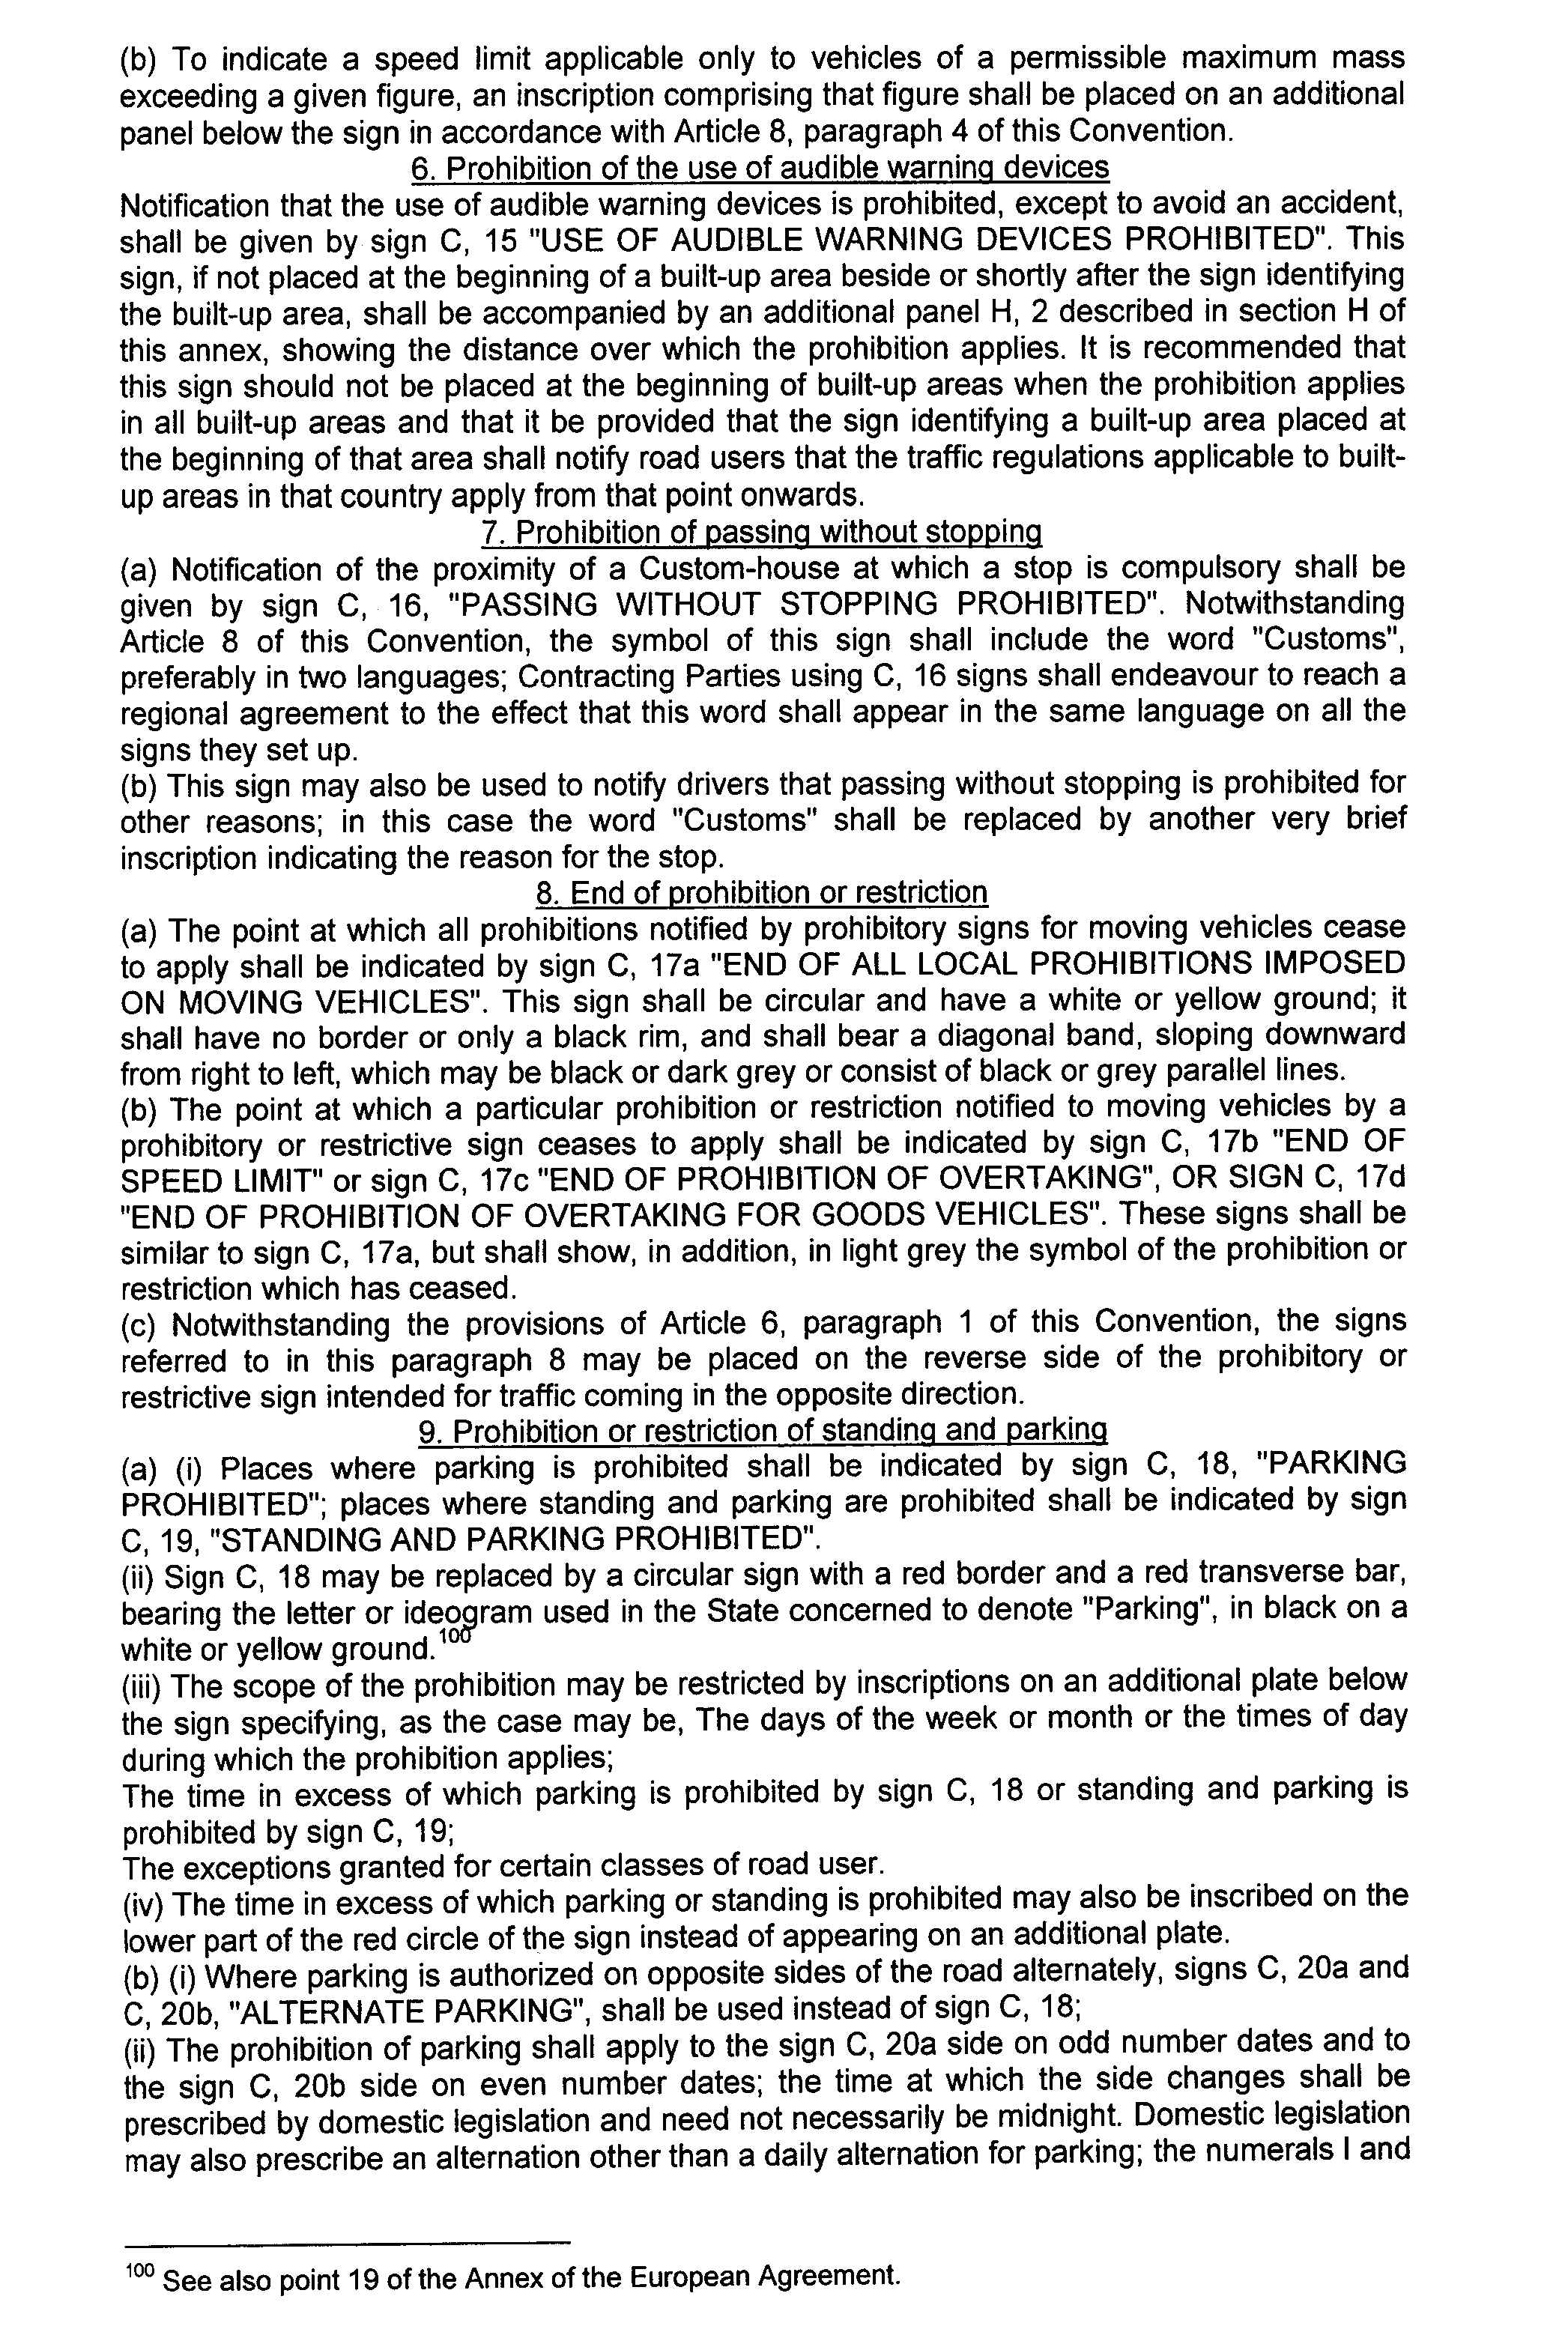 (b) To indicate a speed limit applicable only to vehicles of a permissible maximum mass
exceeding a given figure, an inscription comprising that figure shall be placed on an additional
panel below the sign in accordance with Article 8, paragraph 4 of this Convention.
6. Prohibition of the use of audible warning devices
Notification that the use of audible warning devices is prohibited, except to avoid an accident,
shall be given by sign C, 15 "USE OF AUDIBLE WARNING DEVICES PROHIBITED". This
sign, if not placed at the beginning of a built-up area beside or shortly after the sign identifying
the built-up area, shall be accompanied by an additional panel H, 2 described in section H of
this annex, showing the distance over which the prohibition applies. It is recommended that
this sign should not be placed at the beginning of built-up areas when the prohibition applies
in all built-up areas and that it be provided that the sign identifying a built-up area placed at
the beginning of that area shall notify road users that the traffic regulations applicable to built-
up areas in that country apply from that point onwards.
7. Prohibition of passing without stopping
(a) Notification of the proximity of a Custom-house at which a stop is compulsory shall be
given by sign C, 16, "PASSING WITHOUT STOPPING PROHIBITED". Notwithstanding
Article 8 of this Convention, the symbol of this sign shall include the word "Customs",
preferably in two languages; Contracting Parties using C, 16 signs shall endeavour to reach a
regional agreement to the effect that this word shall appear in the same language on all the
signs they set up.
(b) This sign may also be used to notify drivers that passing without stopping is prohibited for
other reasons; in this case the word "Customs" shall be replaced by another very brief
inscription indicating the reason for the stop.
8. End of prohibition or restriction
(a) The point at which all prohibitions notified by prohibitory signs for moving vehicles cease
to apply shall be indicated by sign C, 17a "END OF ALL LOCAL PROHIBITIONS IMPOSED
ON MOVING VEHICLES". This sign shall be circular and have a white or yellow ground; it
shall have no border or only a black rim, and shall bear a diagonal band, sloping downward
from right to left, which may be black or dark grey or consist of black or grey parallel lines.
(b) The point at which a particular prohibition or restriction notified to moving vehicles by a
prohibitory or restrictive sign ceases to apply shall be indicated by sign C, 17b "END OF
SPEED LIMIT" or sign C, 17c "END OF PROHIBITION OF OVERTAKING", OR SIGN C, 17d
"END OF PROHIBITION OF OVERTAKING FOR GOODS VEHICLES". These signs shall be
similar to sign C, 17a, but shall show, in addition, in light grey the symbol of the prohibition or
restriction which has ceased.
(c) Notwithstanding the provisions of Article 6, paragraph 1 of this Convention, the signs
referred to in this paragraph 8 may be placed on the reverse side of the prohibitory or
restrictive sign intended for traffic coming in the opposite direction.
9. Prohibition or restriction of standing and parking
(a) (i) Places where parking is prohibited shall be indicated by sign C, 18, "PARKING
PROHIBITED"; places where standing and parking are prohibited shall be indicated by sign
C, 19, "STANDING AND PARKING PROHIBITED".
(ii) Sign C, 18 may be replaced by a circular sign with a red border and a red transverse bar,
bearing the letter or ideogram used in the State concerned to denote "Parking", in black on a
white or yellow ground.100
(iii) The scope of the prohibition may be restricted by inscriptions on an additional plate below
the sign specifying, as the case may be, The days of the week or month or the times of day
during which the prohibition applies;
The time in excess of which parking is prohibited by sign C, 18 or standing and parking is
prohibited by sign C, 19;
The exceptions granted for certain classes of road user.
(iv) The time in excess of which parking or standing is prohibited may also be inscribed on the
lower part of the red circle of the sign instead of appearing on an additional plate.
(b) (i) Where parking is authorized on opposite sides of the road alternately, signs C, 20a and
C, 20b, "ALTERNATE PARKING", shall be used instead of sign C, 18;
(ii) The prohibition of parking shall apply to the sign C, 20a side on odd number dates and to
the sign C, 20b side on even number dates; the time at which the side changes shall be
prescribed by domestic legislation and need not necessarily be midnight. Domestic legislation
may also prescribe an alternation other than a daily alternation for parking; the numerals I and
100 See also point 19 of the Annex of the European Agreement.